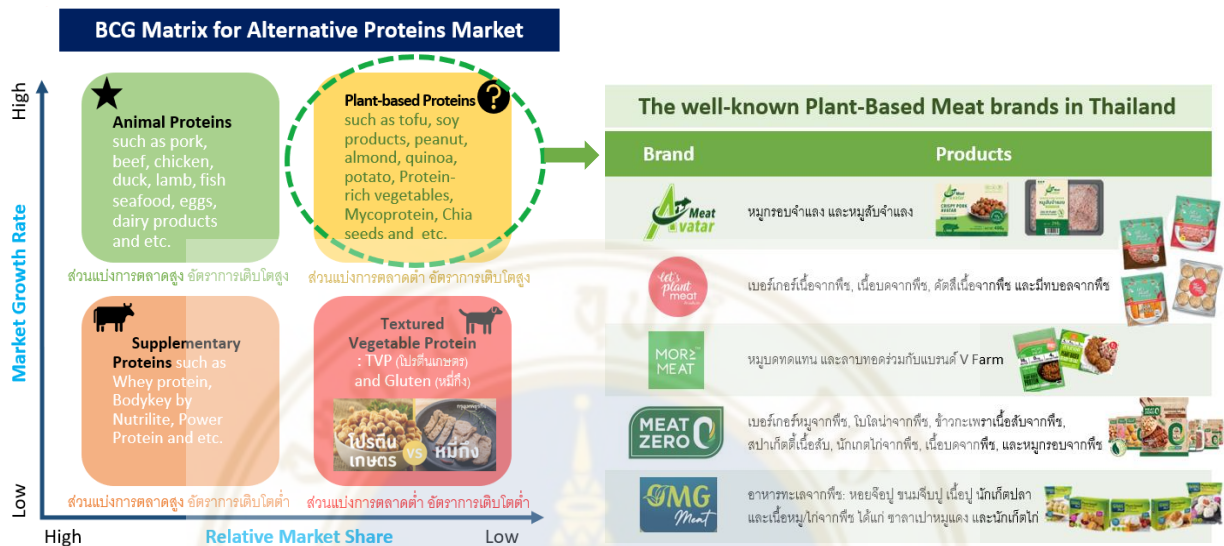 BCG Matrix for Alternative Proteins Market
High
Market Growth Rate
Low
Animal Proteins
such as pork,
beef, chicken,
duck, lamb, fish
seafood, eggs,
dairy products
and etc.
ส่วนแบ่งการตลาดสูง อัตราการเติบโตสูง
?
Plant-based Proteins
such as tofu, soy
products, peanut,
almond, quinoa,
potato, Protein-
rich vegetables,
Mycoprotein, Chia
seeds and etc.
ส่วนแบ่งการตลาดต่ำ อัตราการเติบโตสูง
Supplementary
Proteins such as
Whey protein,
Bodykey by
Nutrilite, Power
Protein and etc.
ส่วนแบ่งการตลาดสูง อัตราการเติบโตต่ำ
Textured
Vegetable Protein
: TVP (โปรตีนเกษตร)
and Gluten (หมี่กึง)
กรุงเทพธุรกิจ
โปรตีน
เกษตร
VS
หมี่กึง
ส่วนแบ่งการตลาดต่ำ อัตราการเติบโตต่ำ
High
Relative Market Share
Low
The well-known Plant-Based Meat brands in Thailand
Brand Products
Meat
Avatar
หมูกรอบจำแลง และหมูสับจำแลง
CRISPY PORK
AVATAR
let's
plant
meat
เบอร์เกอร์เนื้อจากพืช, เนื้อบดจากพืช, คัตสึเนื้อจากพืช และมีทบอลจากพืช
MORE
MEAT
หมูบดทดแทน และลาบทอดร่วมกับแบรนด์ V Farm
MEAT
ZERO
เบอร์เกอร์หมูจากพืช, โบโลน่าจากพืช, ข้าวกะเพราเนื้อสับจากพืช,
สปาเก็ตตี้เนื้อสับ, นักเกตไก่จากพืช, เนื้อบดจากพืช, และหมูกรอบจากพืช
OMG
Meat
อาหารทะเลจากพืช: หอยจ๊อปู ขนมจีบปู เนื้อปู นักเก็ตปลา
และเนื้อหมู/ไก่จากพืช ได้แก่ ซาลาเปาหมูแดง และนักเก็ตไก่